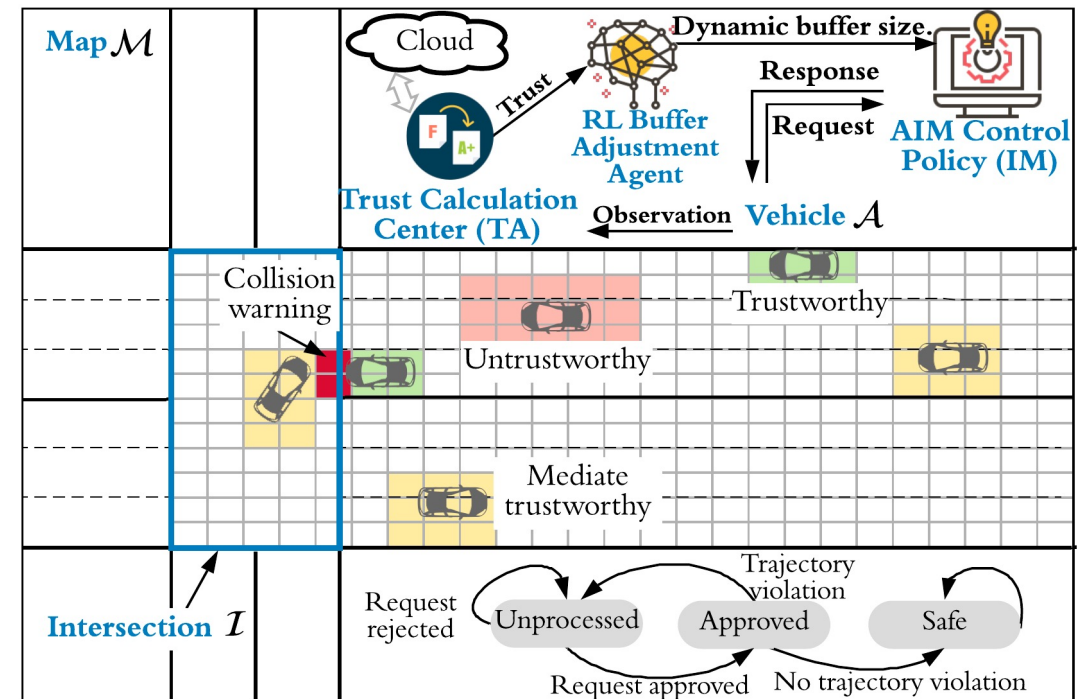 Map ℳ
Cloud
F
A+
Trust
Dynamic buffer size.
Response
Request
RL Buffer
Adjustment
Agent
AIM Control
Policy (IM)
Trust Calculation
Center (TA)
Observation
Vehicle 𝒜
Collision
warning
Untrustworthy
Trustworthy
Mediate
trustworthy
Intersection ℐ
Request
rejected
Unprocessed
Trajectory
violation
Approved
Safe
Request approved
No trajectory violation